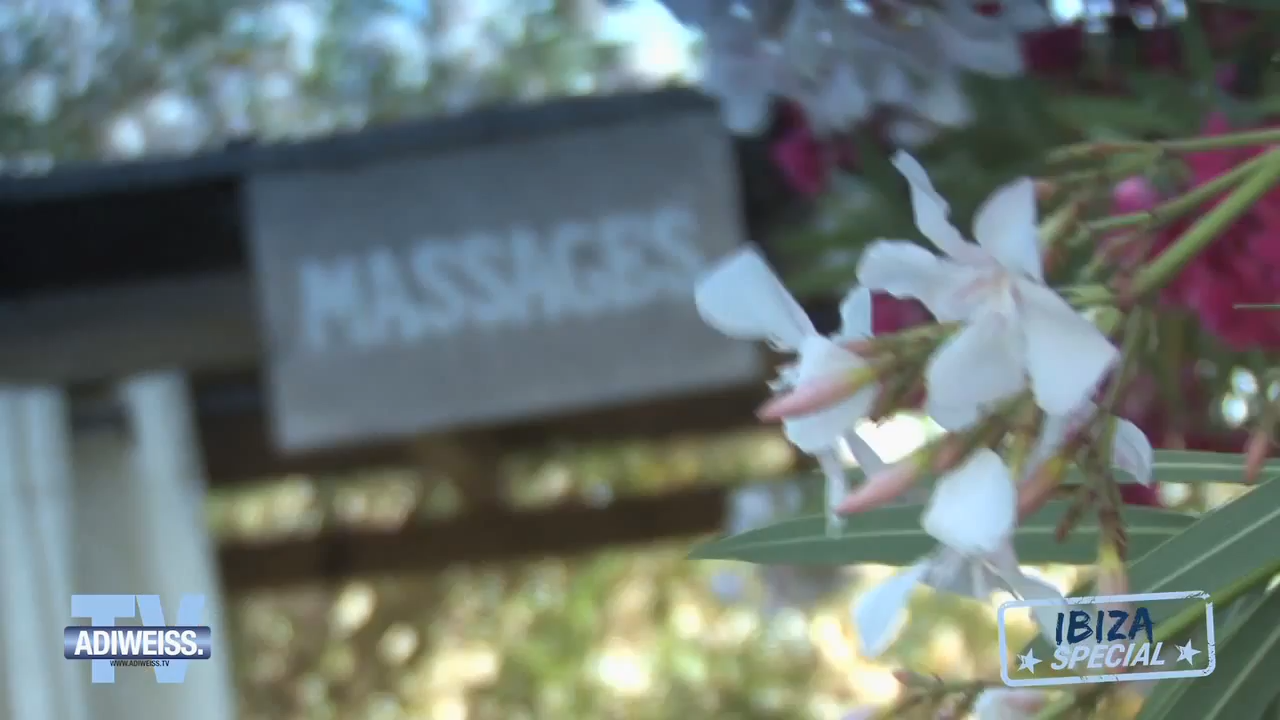 MASSAGES
TV
ADIWEISS.
WWW.ADIWEISS.TV
IBIZA
SPECIAL